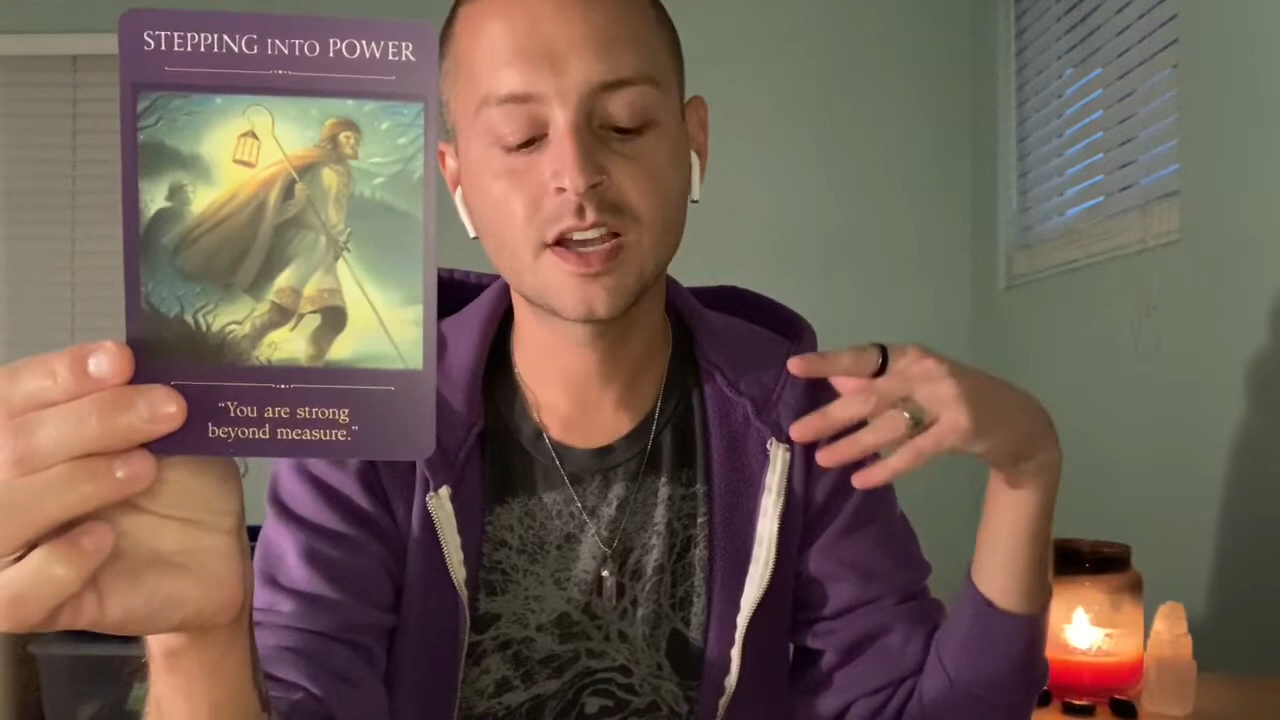 STEPPING INTO POWER
“You are strong
beyond measure.”